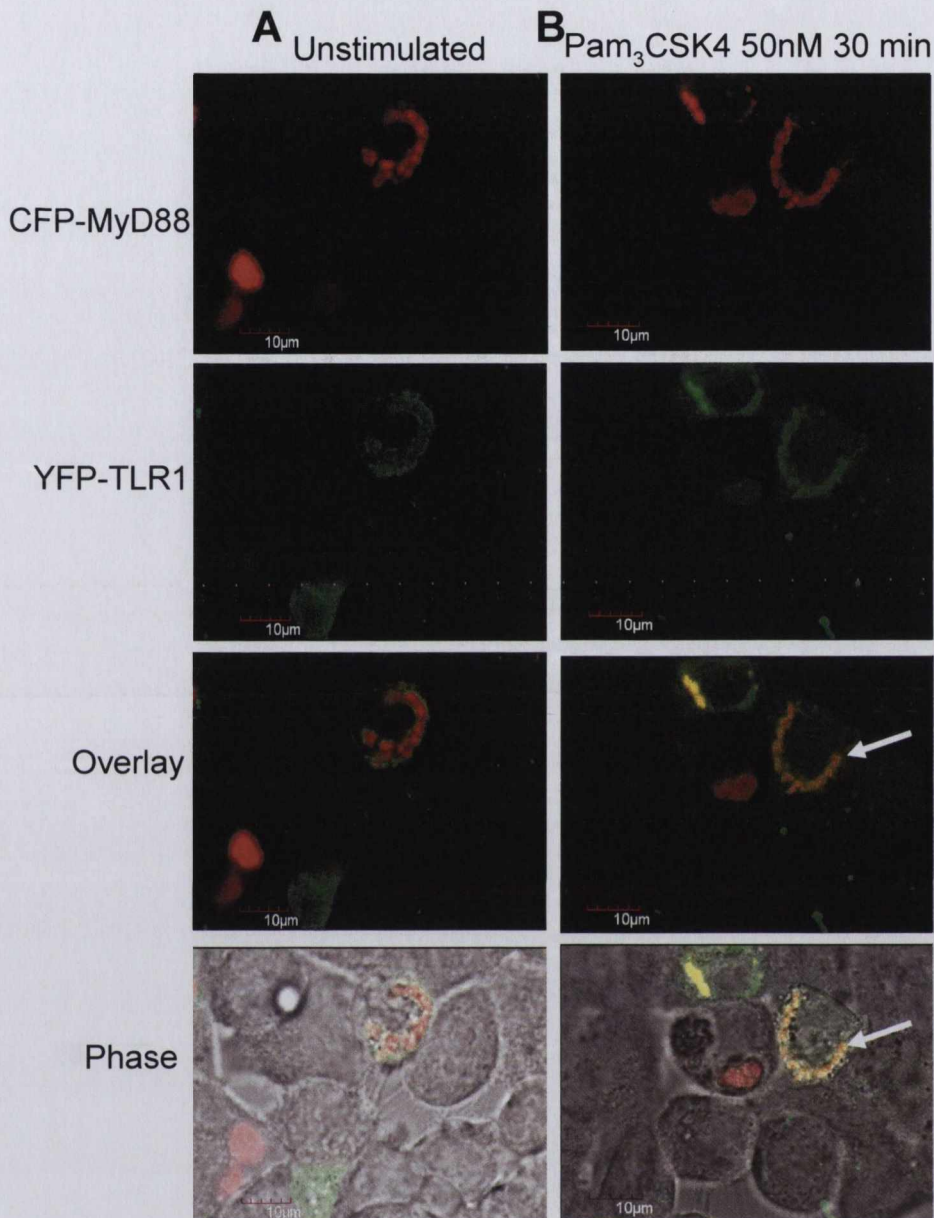 A Unstimulated
B Pam₃CSK4 50nM 30 min
CFP-MyD88
10µm
10µm
YFP-TLR1
10µm
10µm
Overlay
10µm
10µm
Phase
10µm
10µm